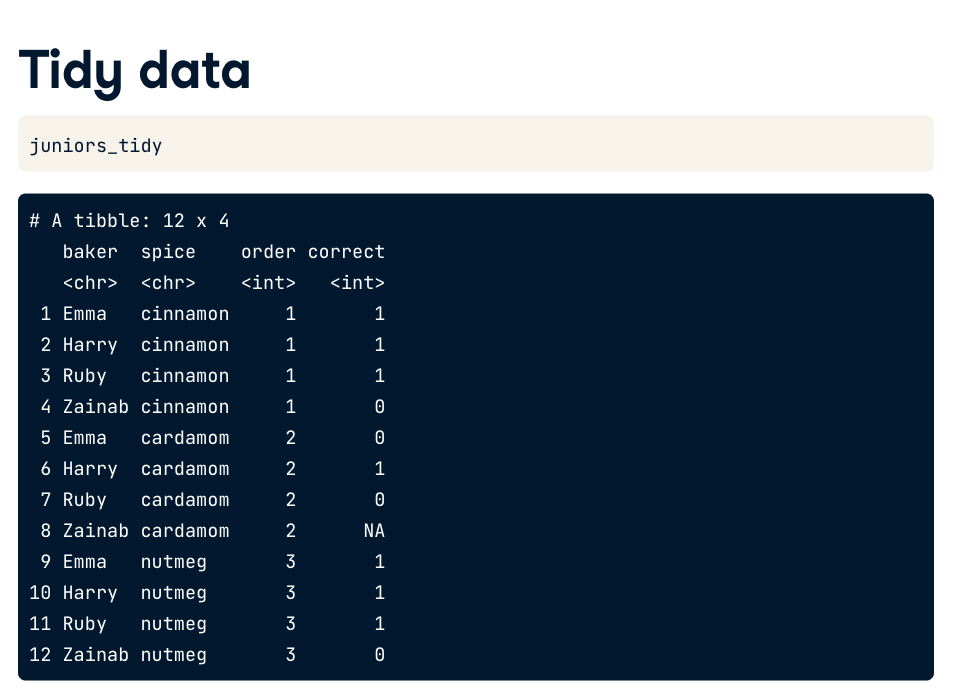 Tidy data
juniors_tidy
# A tibble: 12 x 4
   baker  spice    order correct
   <chr>  <chr>    <int>   <int>
 1 Emma   cinnamon     1       1
 2 Harry  cinnamon     1       1
 3 Ruby   cinnamon     1       1
 4 Zainab cinnamon     1       0
 5 Emma   cardamom     2       0
 6 Harry  cardamom     2       1
 7 Ruby   cardamom     2       0
 8 Zainab cardamom     2      NA
 9 Emma   nutmeg       3       1
10 Harry  nutmeg       3       1
11 Ruby   nutmeg       3       1
12 Zainab nutmeg       3       0